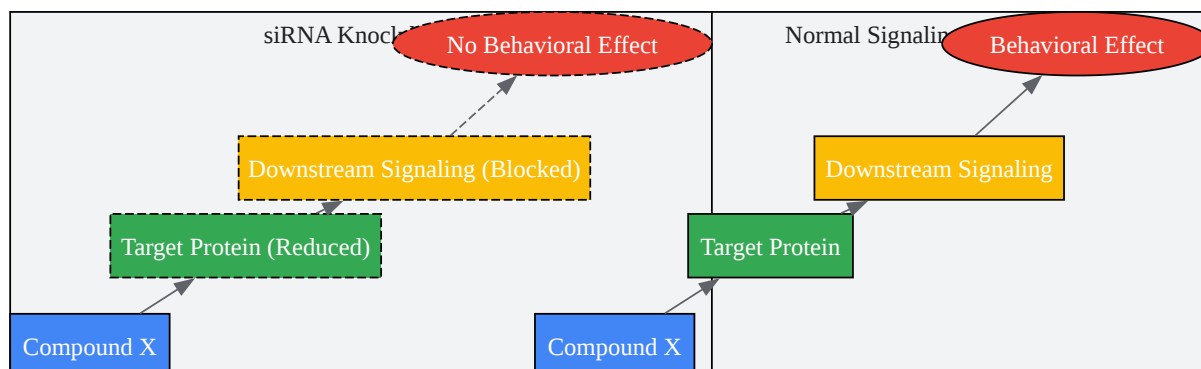 siRNA Knock
No Behavioral Effect
Downstream Signaling (Blocked)
Target Protein (Reduced)
Compound X
Normal Signaling
Behavioral Effect
Downstream Signaling
Target Protein
Compound X